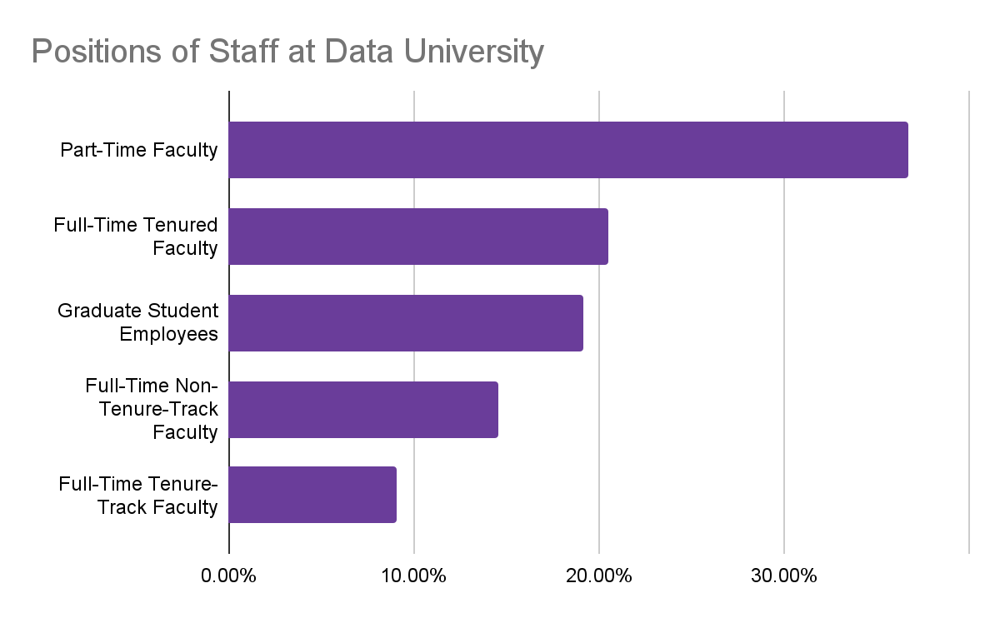 Positions of Staff at Data University
Part-Time Faculty
Full-Time Tenured
Faculty
Graduate Student
Employees
Full-Time Non-
Tenure-Track
Faculty
Full-Time Tenure-
Track Faculty
0.00% 10.00% 20.00% 30.00%